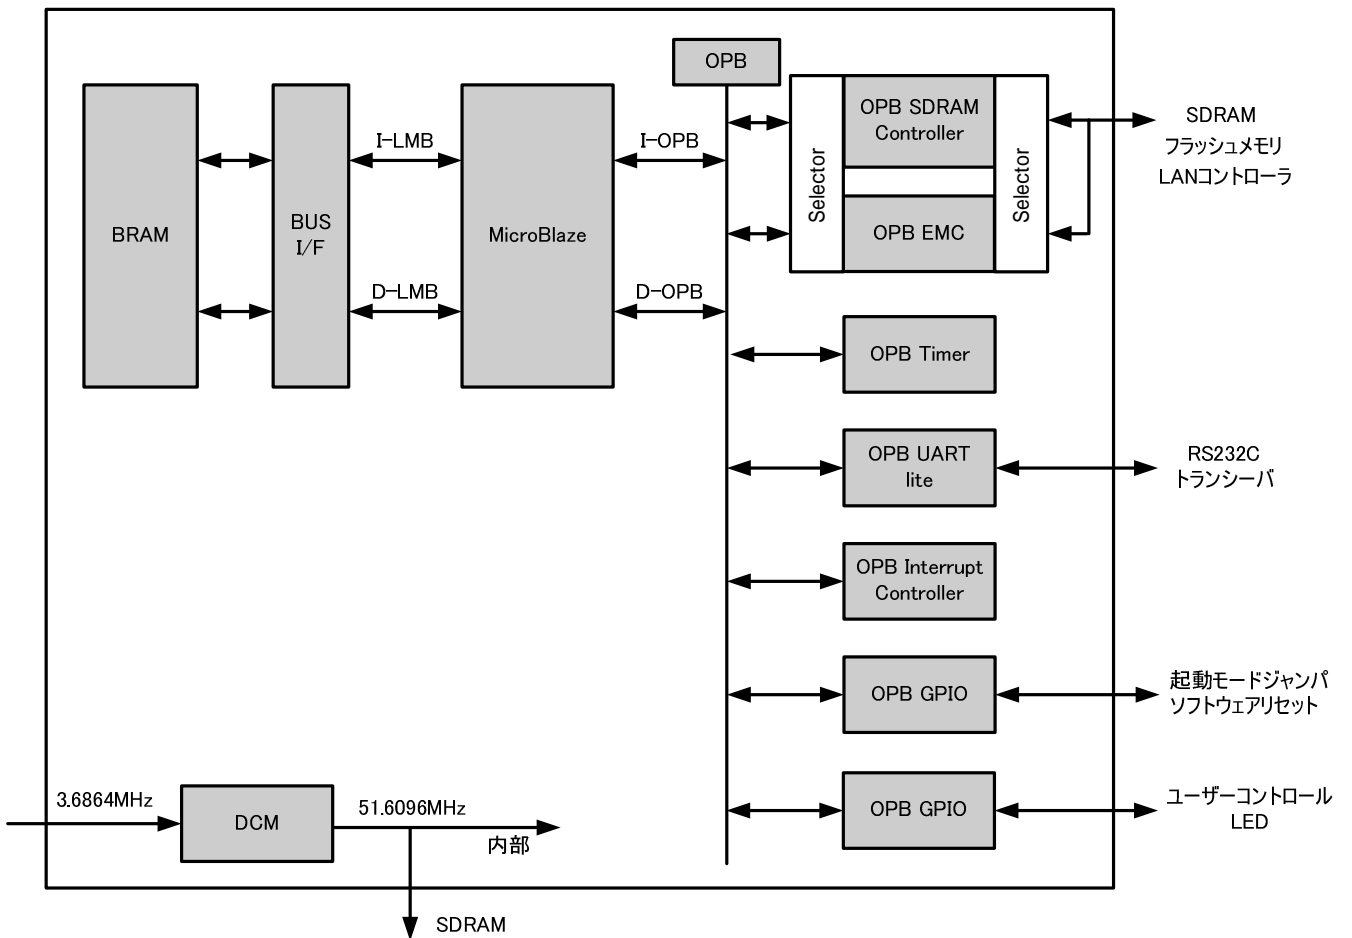 OPB
OPB SDRAM
Controller
Selector
Selector
OPB EMC
SDRAM
フラッシュメモリ
LANコントローラ
I-LMB
I-OPB
BRAM
BUS
I/F
MicroBlaze
D-LMB
D-OPB
OPB Timer
OPB UART
lite
RS232C
トランシーバ
OPB Interrupt
Controller
OPB GPIO
起動モードジャンパ
ソフトウェアリセット
OPB GPIO
ユーザーコントロール
LED
3.6864MHz
DCM
51.6096MHz
内部
SDRAM